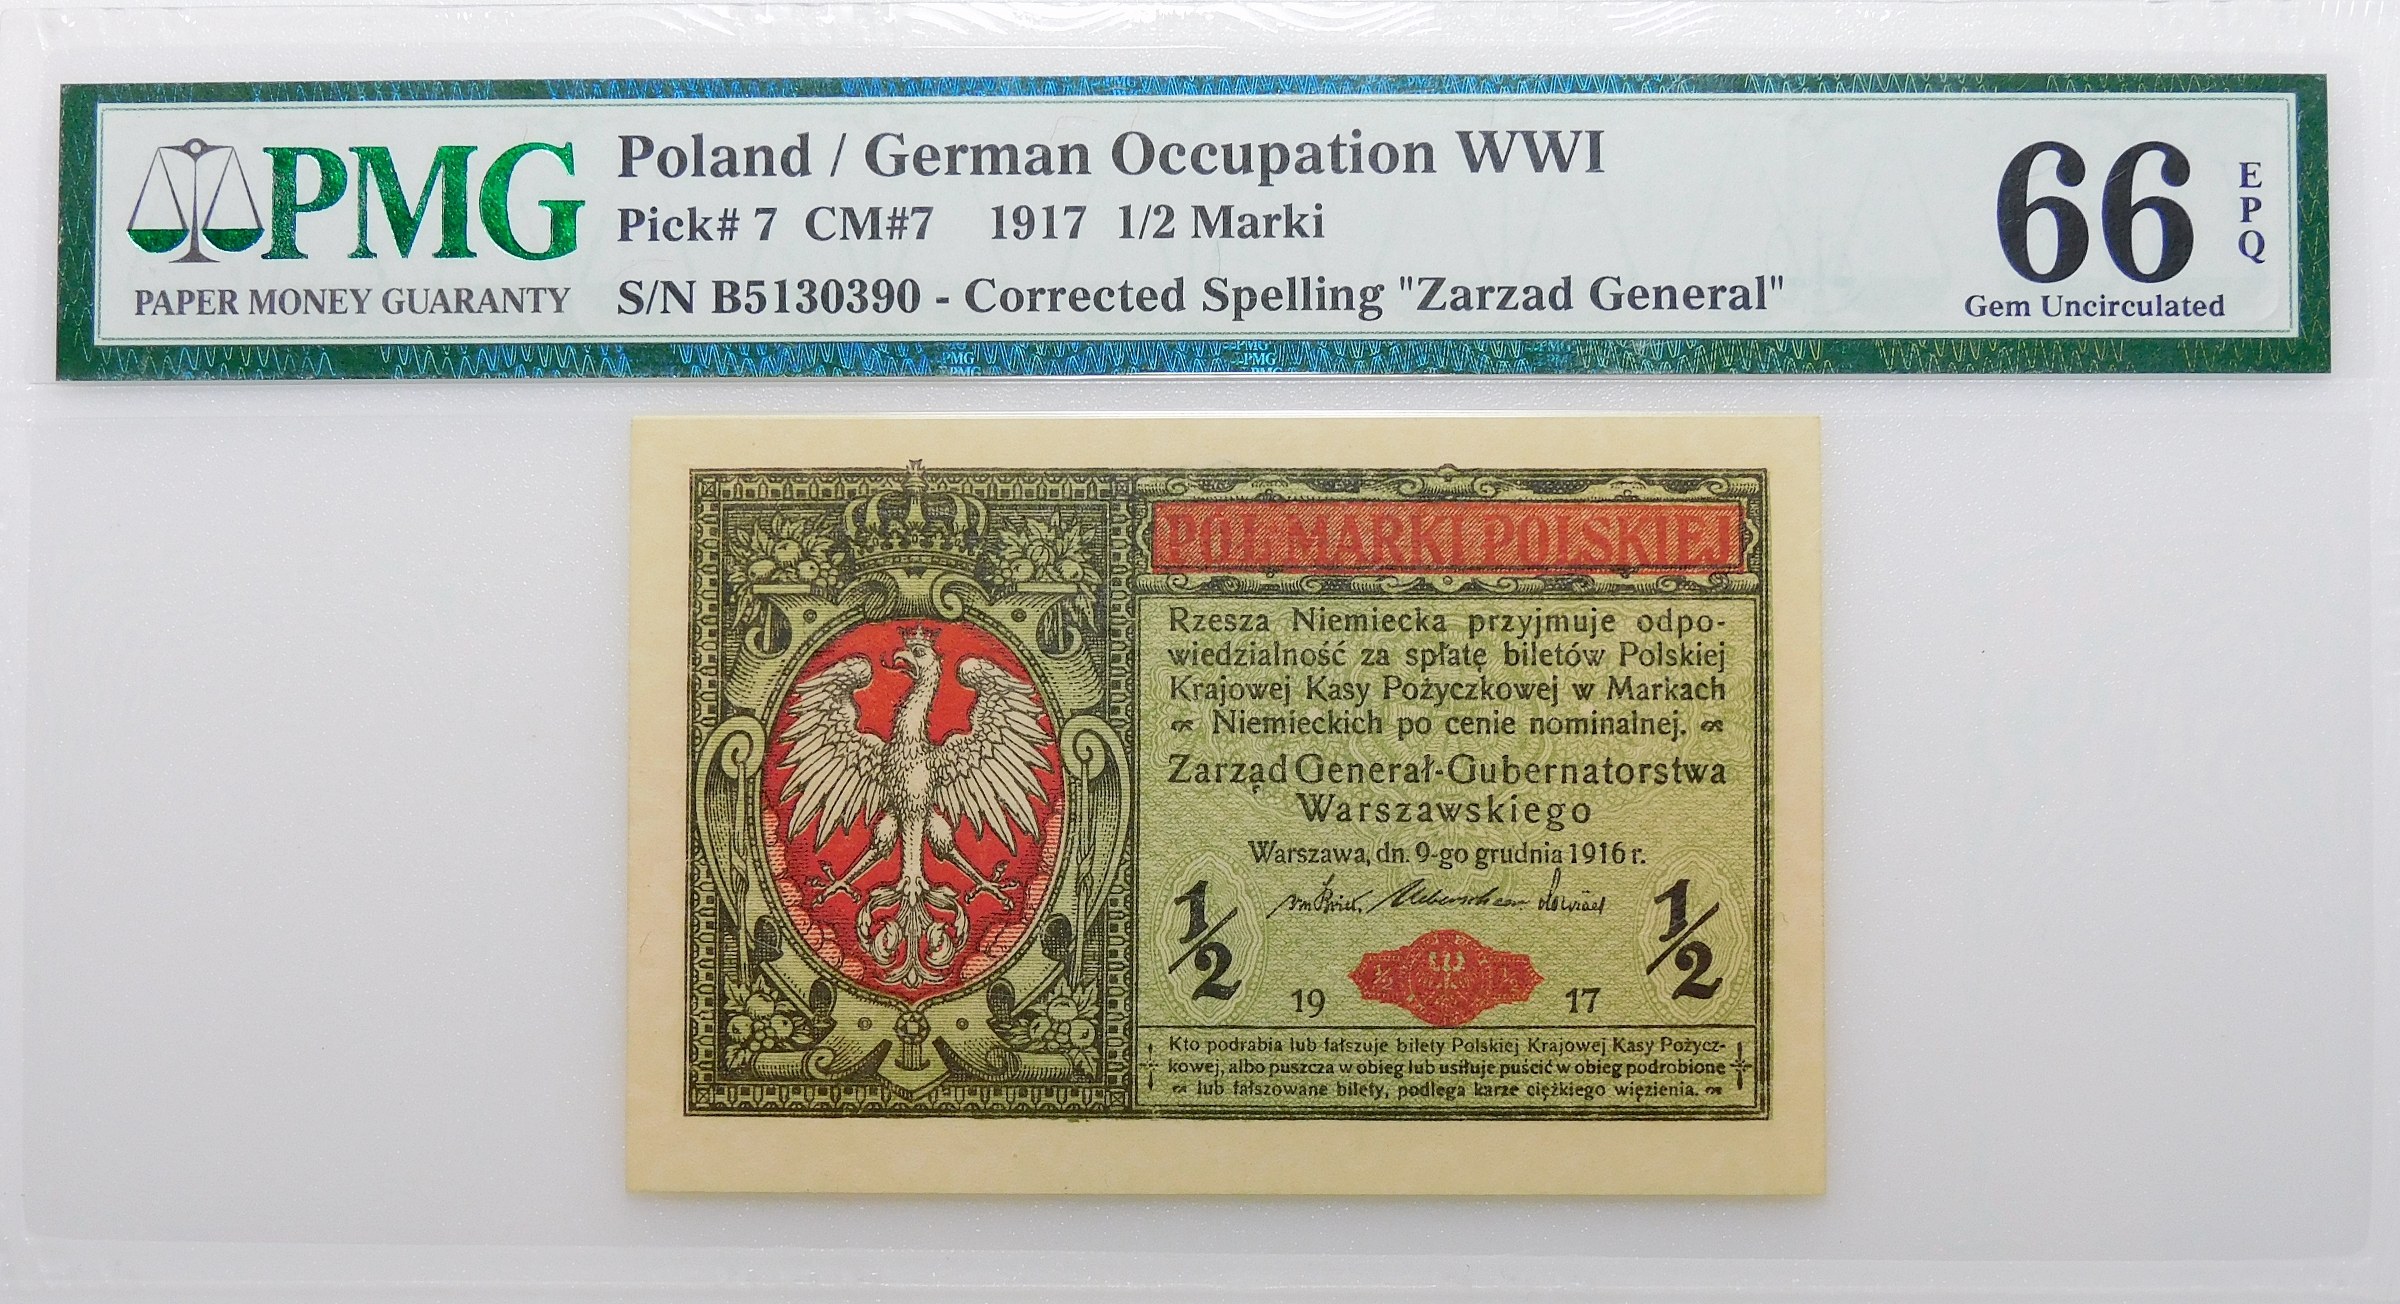 PMG
PAPER MONEY GUARANTY
Poland / German Occupation WWI
Pick# 7 CM#7 1917 1/2 Marki
S/N B5130390 - Corrected Spelling "Zarzad General"
66
EPQ
Gem Uncirculated
PÓŁ MARKI POLSKIEJ
Rzesza Niemiecka przyjmuje odpo-
wiedzialność za spłatę biletów Polskiej
Krajowej Kasy Pożyczkowej w Markach
Niemieckich po cenie nominalnej.
Zarząd Generał-Gubernatorstwa
Warszawskiego
Warszawa, dn. 9-go grudnia 1916 r.
1/2 1/2
1/2 1/2
19 17
Kto podrabia lub fałszuje bilety Polskiej Krajowej Kasy Pożycz-
kowej, albo puszcza w obieg lub usiłuje puścić w obieg podrobione
lub fałszowane bilety, podlega karze ciężkiego więzienia.